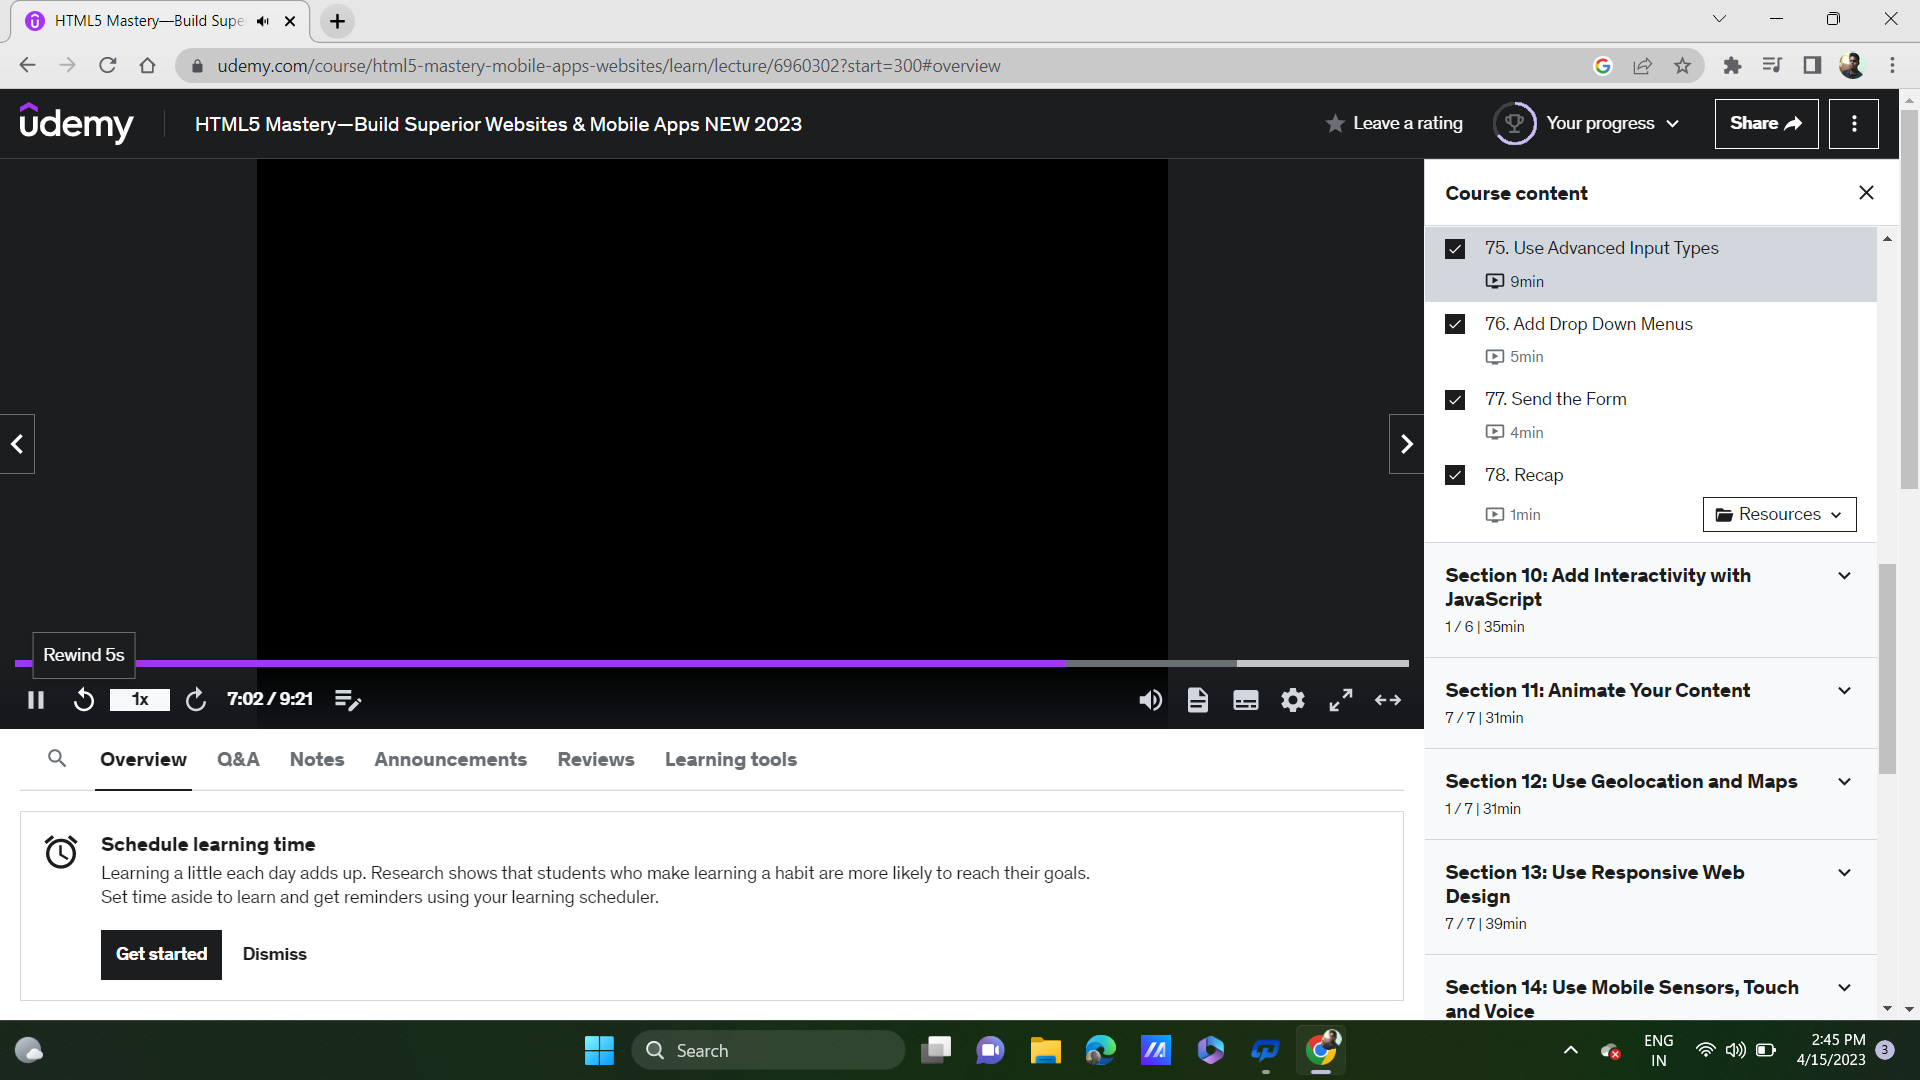 HTML5 Mastery—Build Supe
udemy.com/course/html5-mastery-mobile-apps-websites/learn/lecture/6960302?start=300#overview
udemy
HTML5 Mastery—Build Superior Websites & Mobile Apps NEW 2023
Leave a rating
Your progress
Share
Course content
75. Use Advanced Input Types
9min
76. Add Drop Down Menus
5min
77. Send the Form
4min
78. Recap
1min
Resources
Section 10: Add Interactivity with
JavaScript
1 / 6 | 35min
Section 11: Animate Your Content
7 / 7 | 31min
Section 12: Use Geolocation and Maps
1 / 7 | 31min
Section 13: Use Responsive Web
Design
7 / 7 | 39min
Section 14: Use Mobile Sensors, Touch
and Voice
Rewind 5s
1x
7:02 / 9:21
Overview
Q&A
Notes
Announcements
Reviews
Learning tools
Schedule learning time
Learning a little each day adds up. Research shows that students who make learning a habit are more likely to reach their goals.
Set time aside to learn and get reminders using your learning scheduler.
Get started
Dismiss
Search
ENG
IN
2:45 PM
4/15/2023
3